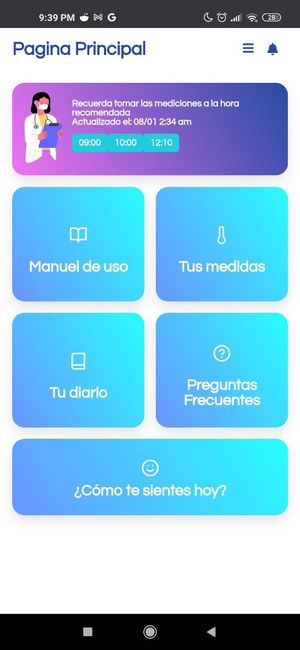 9:39 PM
28
Pagina Principal
Recuerda tomar las mediciones a la hora
recomendada
Actualizado el: 08/01 2:34 am
09:00 10:00 12:10
Manuel de uso
Tus medidas
Tu diario
Preguntas
Frecuentes
¿Cómo te sientes hoy?